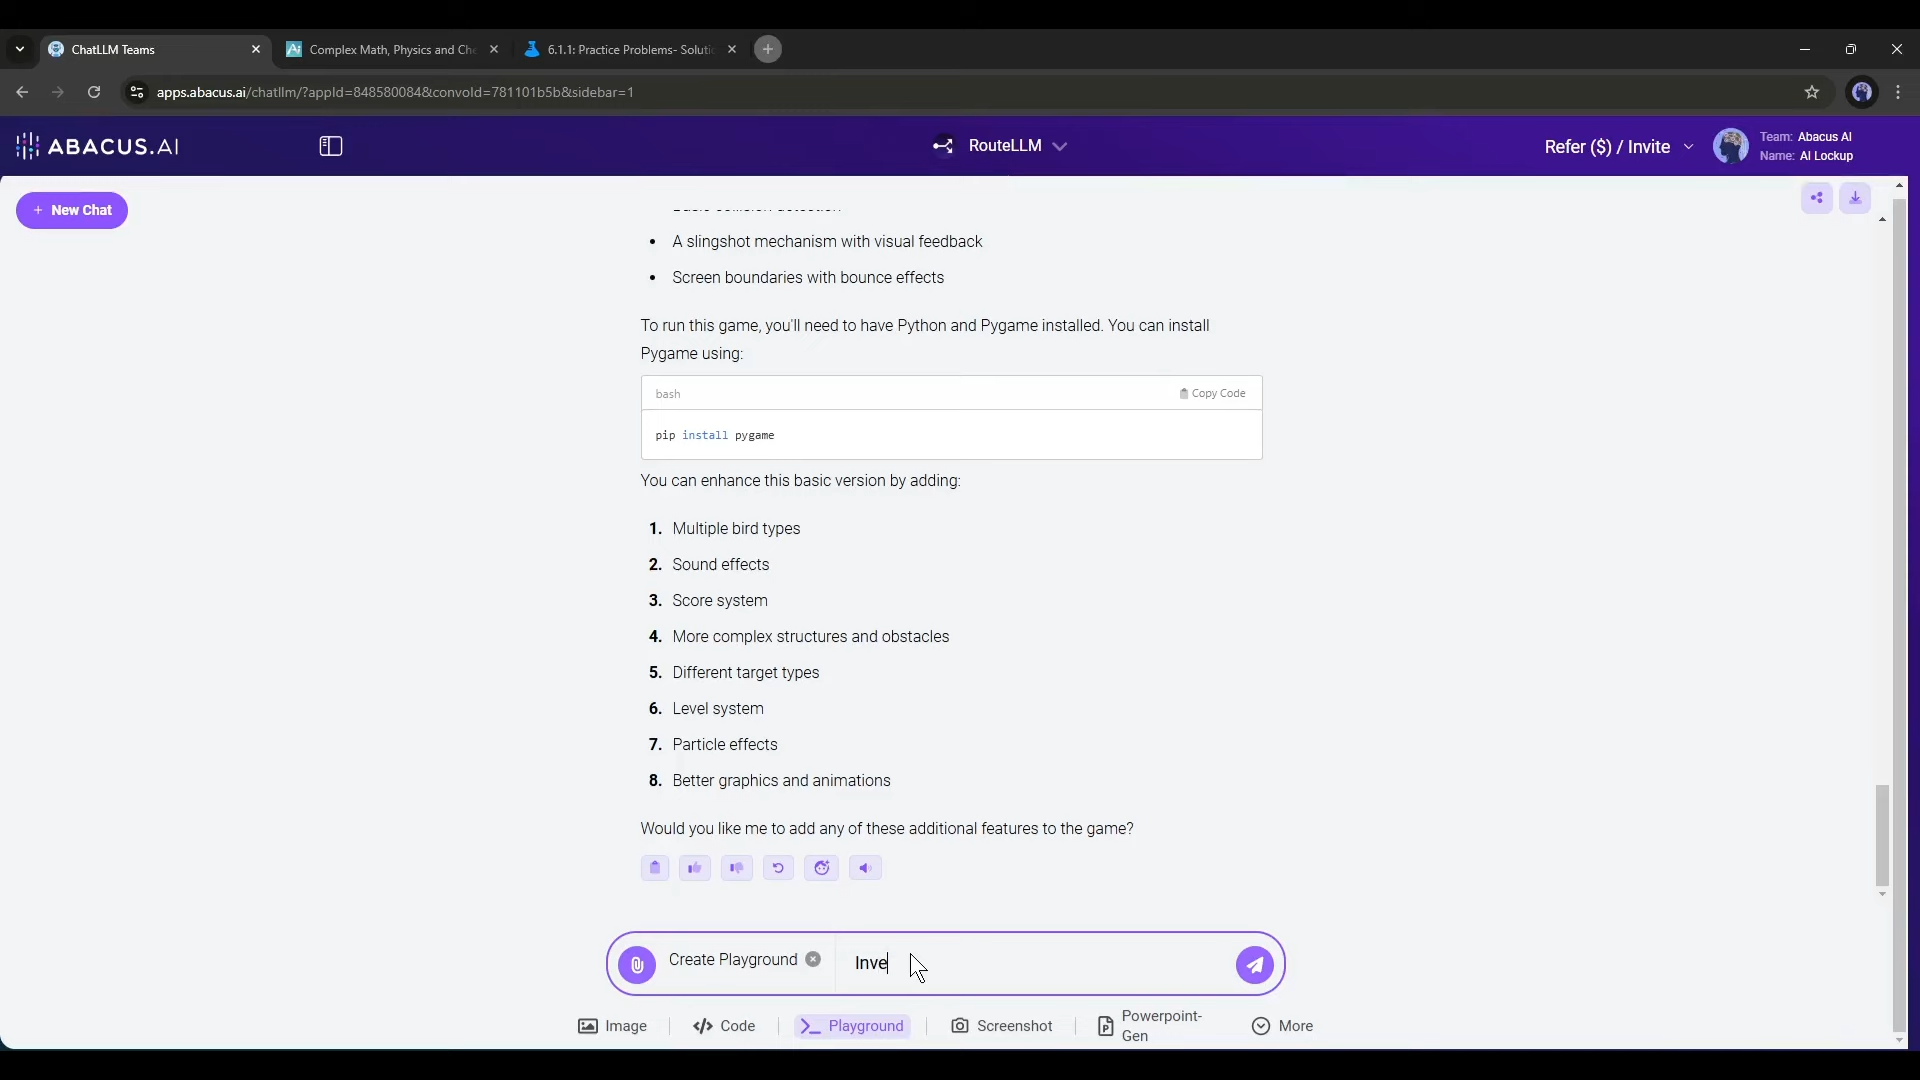 ChatLLM Teams
Complex Math, Physics and Che
6.1.1: Practice Problems- Soluti
apps.abacus.ai/chatllm/?appId=848580084&convoId=781101b5b&sidebar=1
ABACUS.AI
RouteLLM
Refer ($) / Invite
Team: Abacus AI
Name: AI Lockup
+ New Chat
• A slingshot mechanism with visual feedback
• Screen boundaries with bounce effects
To run this game, you'll need to have Python and Pygame installed. You can install
Pygame using:
bash
Copy Code
pip install pygame
You can enhance this basic version by adding:
1. Multiple bird types
2. Sound effects
3. Score system
4. More complex structures and obstacles
5. Different target types
6. Level system
7. Particle effects
8. Better graphics and animations
Would you like me to add any of these additional features to the game?
Create Playground
Inve
Image
Code
Playground
Screenshot
Powerpoint-
Gen
More